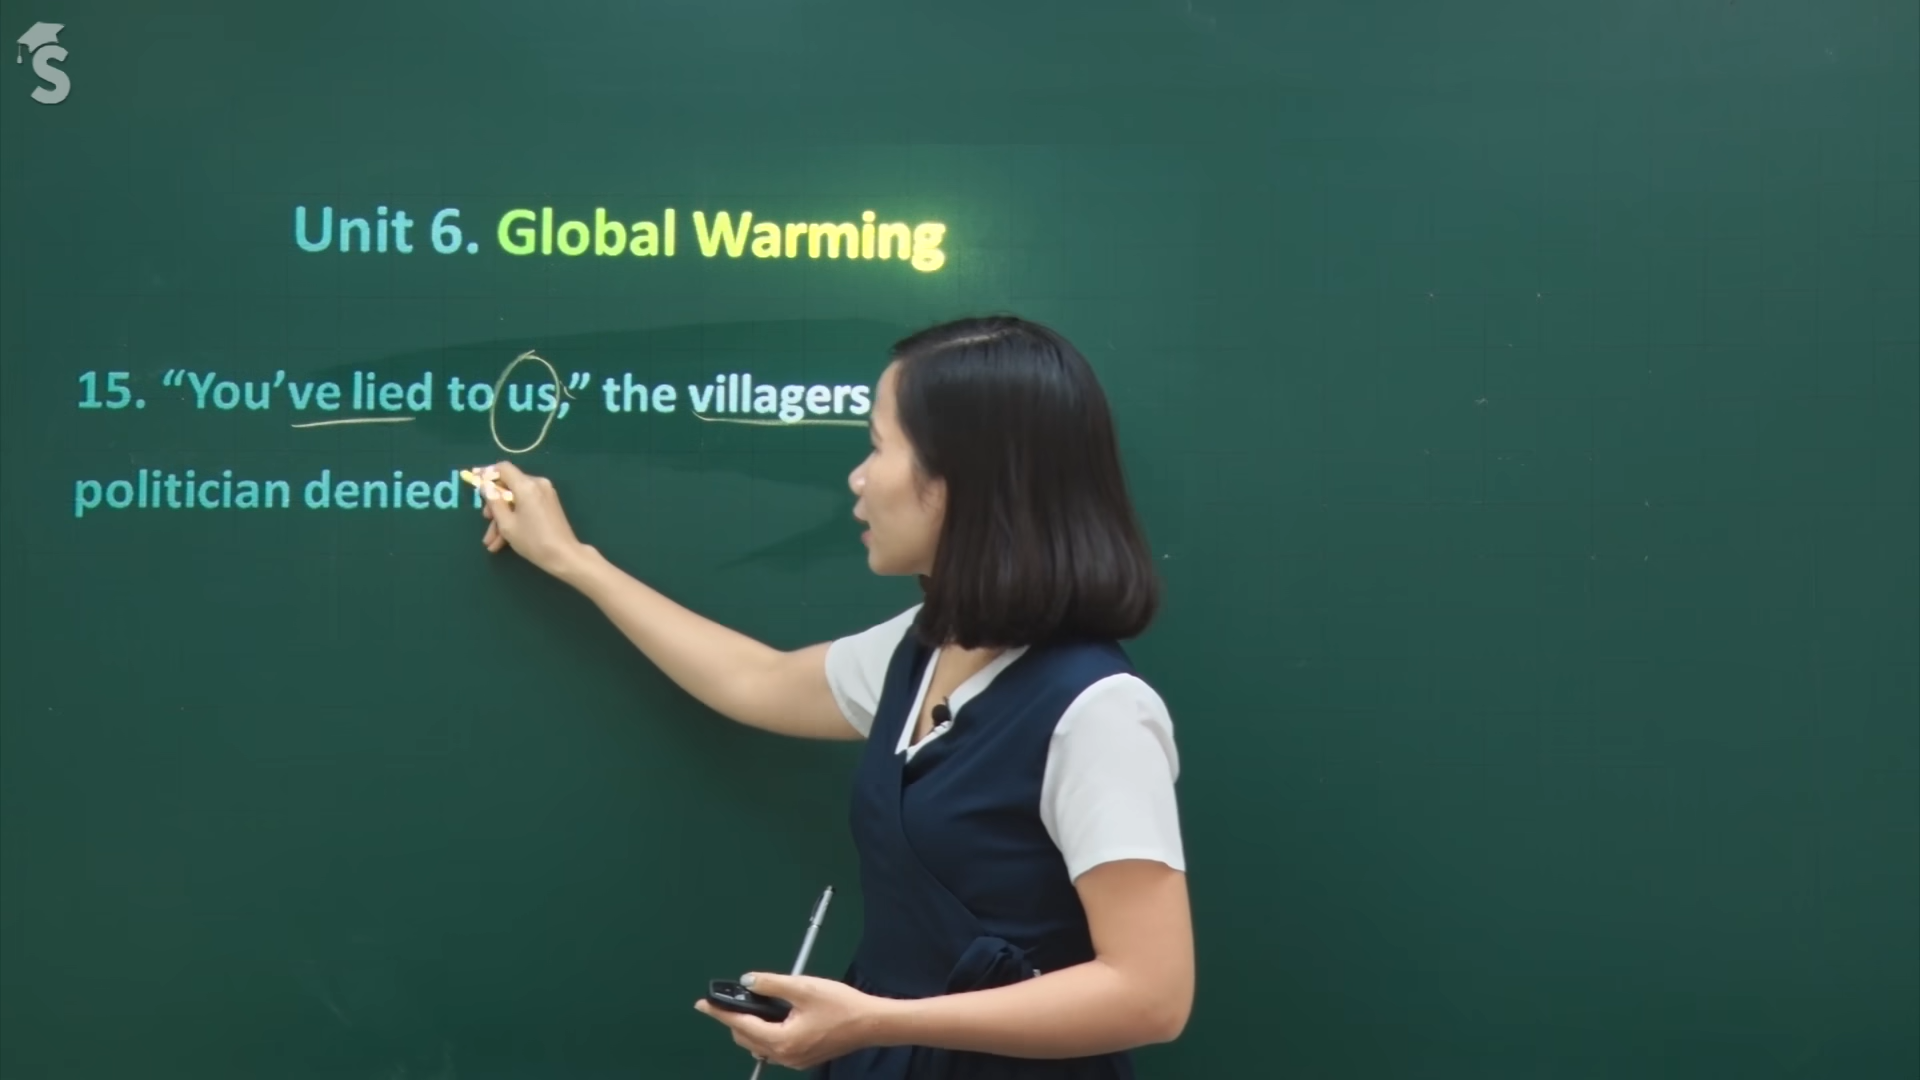 S
Unit 6. Global Warming
15. “You’ve lied to us,” the villagers
politician denied